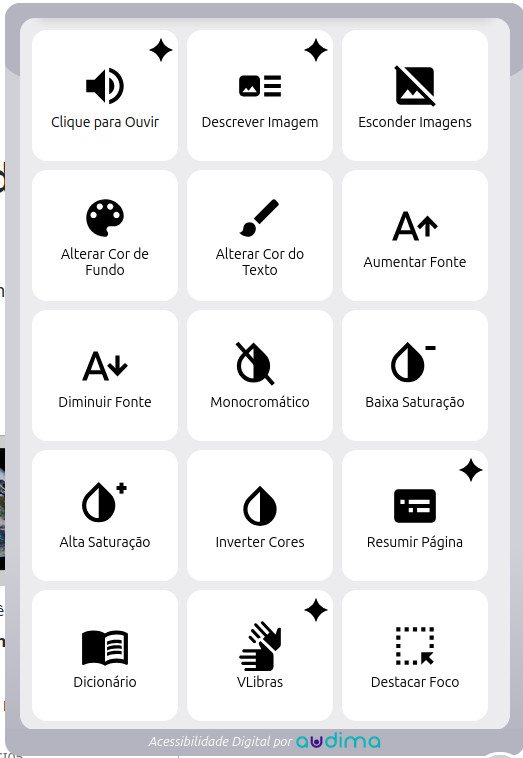 Clique para Ouvir
Descrever Imagem
Esconder Imagens
Alterar Cor de
Fundo
Alterar Cor do
Texto
Aumentar Fonte
Diminuir Fonte
Monocromático
Baixa Saturação
Alta Saturação
Inverter Cores
Resumir Página
Dicionário
VLibras
Destacar Foco
Acessibilidade Digital por audima